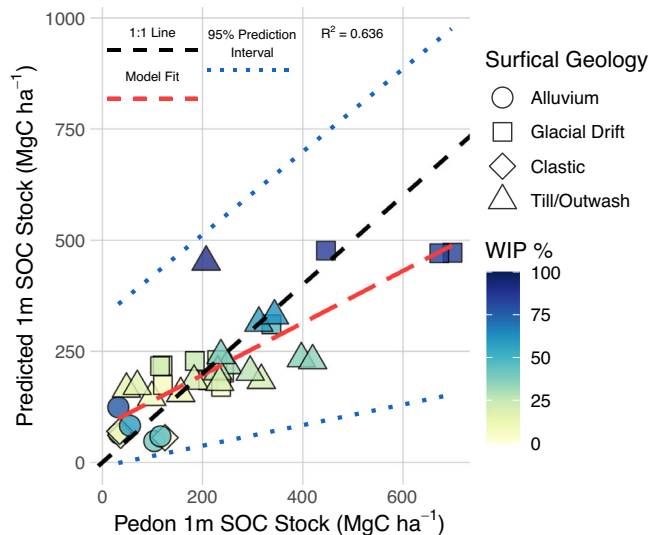 1:1 Line
Model Fit
95% Prediction
Interval
R² = 0.636
1000
750
500
250
0
0
200
400
600
Predicted 1m SOC Stock (MgC ha⁻¹)
Pedon 1m SOC Stock (MgC ha⁻¹)
Surfical Geology
Alluvium
Glacial Drift
Clastic
Till/Outwash
WIP %
100
75
50
25
0